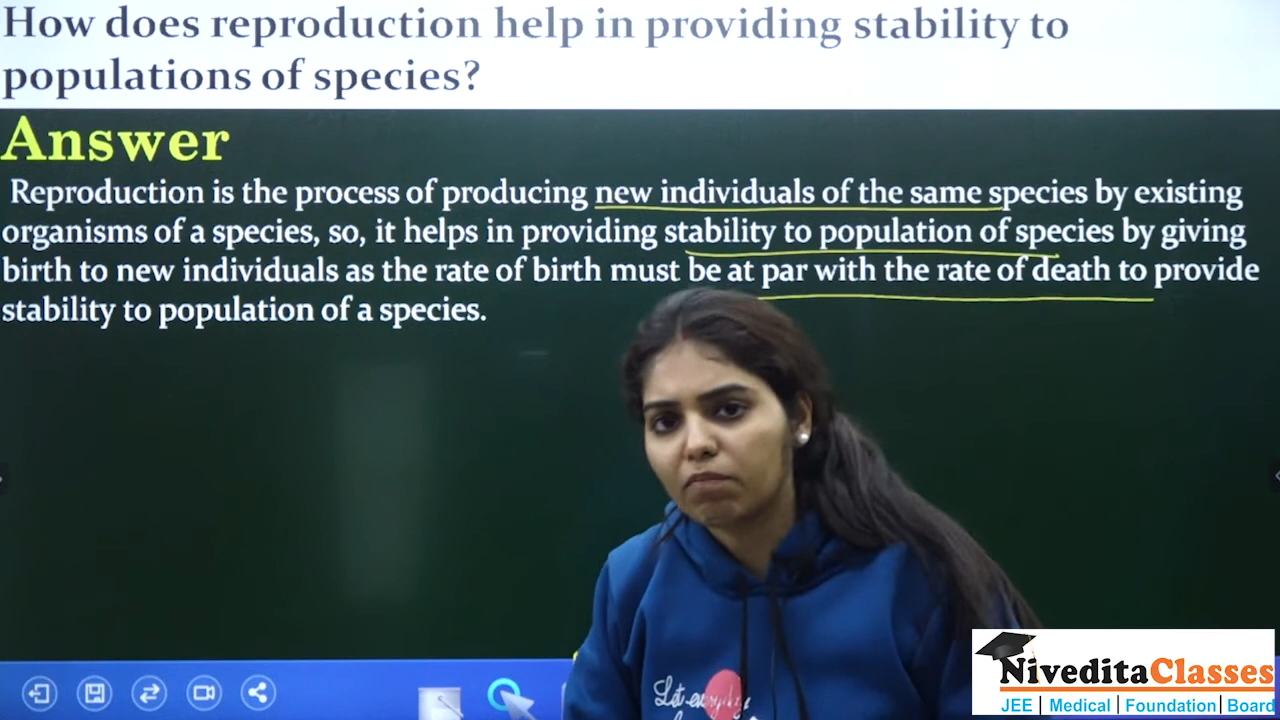 How does reproduction help in providing stability to
populations of species?
Answer
Reproduction is the process of producing new individuals of the same species by existing
organisms of a species, so, it helps in providing stability to population of species by giving
birth to new individuals as the rate of birth must be at par with the rate of death to provide
stability to population of a species.
NiveditaClasses
JEE | Medical | Foundation | Board